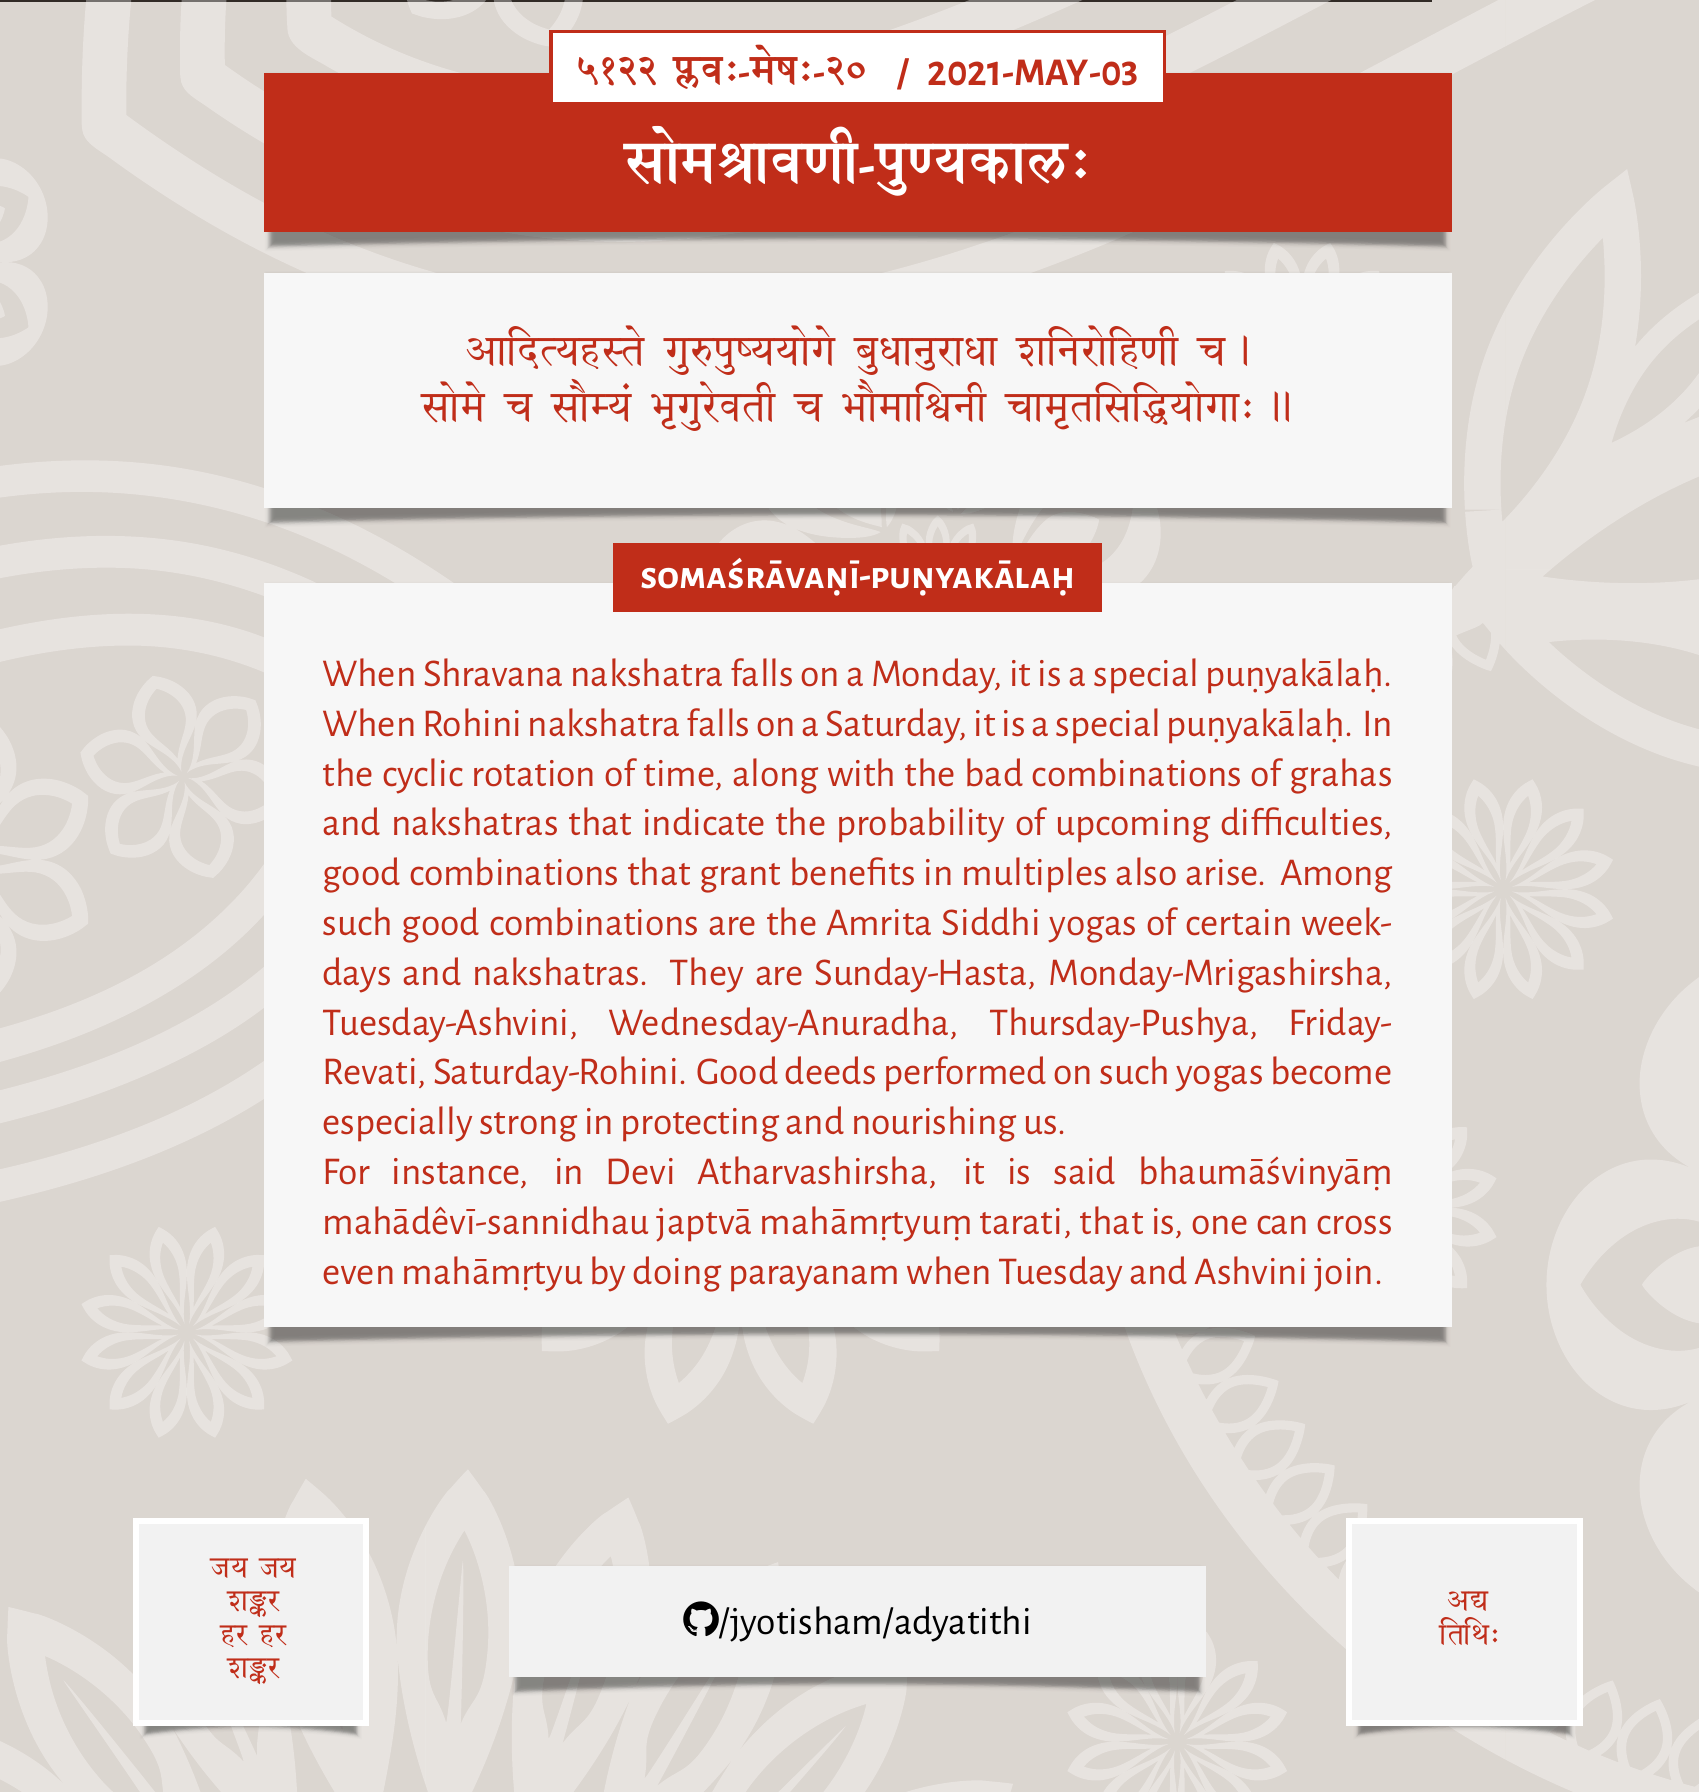 ५१२२ प्लवः-मेषः-२० / 2021-MAY-03
सोमश्रावणी-पुण्यकालः
आदित्यहस्ते गुरुपुष्ययोगे बुधानुराधा शनिरोहिणी च।
सोमे च सौम्यं भृगुरेवती च भौमाश्विनी चामृतसिद्धियोगाः॥
SOMAŚRĀVAṆĪ-PUṆYAKĀLAḤ
When Shravana nakshatra falls on a Monday, it is a special puṇyakālaḥ.
When Rohini nakshatra falls on a Saturday, it is a special puṇyakālaḥ. In
the cyclic rotation of time, along with the bad combinations of grahas
and nakshatras that indicate the probability of upcoming difficulties,
good combinations that grant benefits in multiples also arise. Among
such good combinations are the Amrita Siddhi yogas of certain week-
days and nakshatras. They are Sunday-Hasta, Monday-Mrigashirsha,
Tuesday-Ashvini, Wednesday-Anuradha, Thursday-Pushya, Friday-
Revati, Saturday-Rohini. Good deeds performed on such yogas become
especially strong in protecting and nourishing us.
For instance, in Devi Atharvashirsha, it is said bhaumāśvinyāṃ
mahādêvī-sannidhau japtvā mahāmṛtyuṃ tarati, that is, one can cross
even mahāmṛtyu by doing parayanam when Tuesday and Ashvini join.
जय जय
शङ्कर
हर हर
शङ्कर
/jyotisham/adyatithi
अद्य
तिथिः